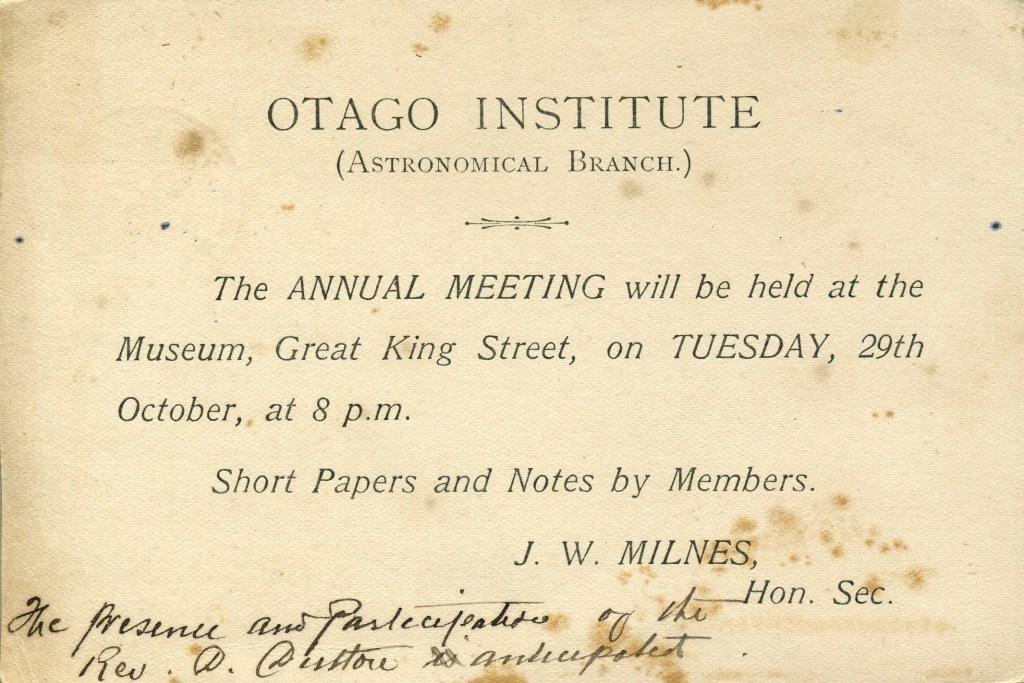 OTAGO INSTITUTE
(ASTRONOMICAL BRANCH.)
The ANNUAL MEETING will be held at the
Museum, Great King Street, on TUESDAY, 29th
October, at 8 p.m.
Short Papers and Notes by Members.
J. W. MILNES,
Hon. Sec.
The presence and Participation of the
Rev. D. Dutton is anticipated.